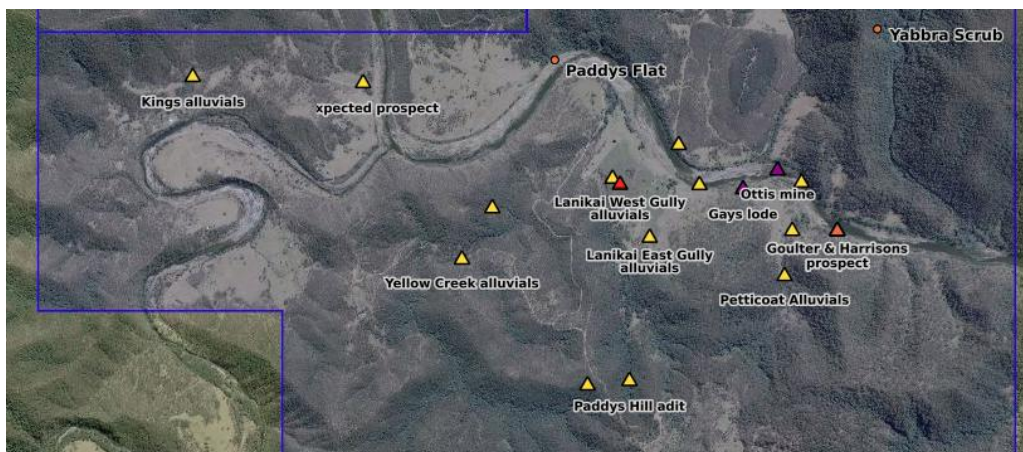 Yabbra Scrub
Paddys Flat
Kings alluvials
xpected prospect
Lanikai West Gully
alluvials
Ottis mine
Gays lode
Lanikai East Gully
alluvials
Goulter & Harrisons
prospect
Yellow Creek alluvials
Petticoat Alluvials
Paddys Hill adit